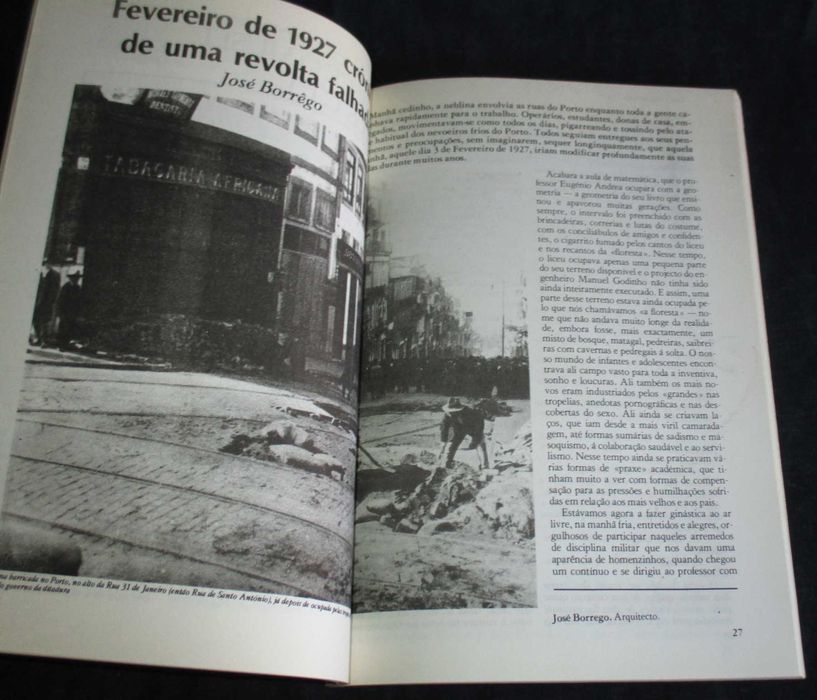 Fevereiro de 1927 cró
de uma revolta falha
José Borrêgo
DENTISTE
TABACARIA AFRICANA
ma barricada no Porto, no alto da Rua 31 de Janeiro (então Rua de Santo António), já depois de ocupada pelas
do governo da ditadura
Manhã cedinho, a neblina envolvia as ruas do Porto enquanto toda a gente ca-
nhava rapidamente para o trabalho. Operários, estudantes, donas de casa, em-
gados, movimentavam-se como todos os dias, pigarreando e tossindo pelo ata-
e habitual dos nevoeiros frios do Porto. Todos seguiam entregues aos seus pen-
mentos e preocupações, sem imaginarem, sequer longinquamente, que aquela
nhã, aquele dia 3 de Fevereiro de 1927, iriam modificar profundamente as suas
das durante muitos anos.
Acabara a aula de matemática, que o pro-
fessor Eugénio Andrea ocupara com a geo-
metria — a geometria do seu livro que ensi-
nou e apavorou muitas gerações. Como
sempre, o intervalo foi preenchido com as
brincadeiras, correrias e lutas do costume,
com os conciliábulos de amigos e confiden-
tes, o cigarrito fumado pelos cantos do liceu
e nos recantos da «floresta». Nesse tempo,
o liceu ocupava apenas uma pequena parte
do seu terreno disponível e o projecto do en-
genheiro Manuel Godinho não tinha sido
ainda inteiramente executado. E assim, uma
parte desse terreno estava ainda ocupada pe-
lo que nós chamávamos «a floresta» — no-
me que não andava muito longe da realida-
de, embora fosse, mais exactamente, um
misto de bosque, matagal, pedreiras, saibrei-
ras com cavernas e pedregais à solta. O nos-
so mundo de infantes e adolescentes encon-
trava ali campo vasto para toda a inventiva,
sonho e loucuras. Ali também os mais no-
vos eram industriados pelos «grandes» nas
tropelias, anedotas pornográficas e nas des-
cobertas do sexo. Ali ainda se criavam la-
ços, que iam desde a mais viril camarada-
gem, até formas sumárias de sadismo e ma-
soquismo, à colaboração saudável e ao servi-
lismo. Nesse tempo ainda se praticavam vá-
rias formas de «praxe» académica, que ti-
nham muito a ver com formas de compen-
sação para as pressões e humilhações sofri-
das em relação aos mais velhos e aos pais.
Estávamos agora a fazer ginástica ao ar
livre, na manhã fria, entretidos e alegres, or-
gulhosos de participar naqueles arremedos
de disciplina militar que nos davam uma
aparência de homenzinhos, quando chegou
um contínuo e se dirigiu ao professor com
José Borrego. Arquitecto.
27